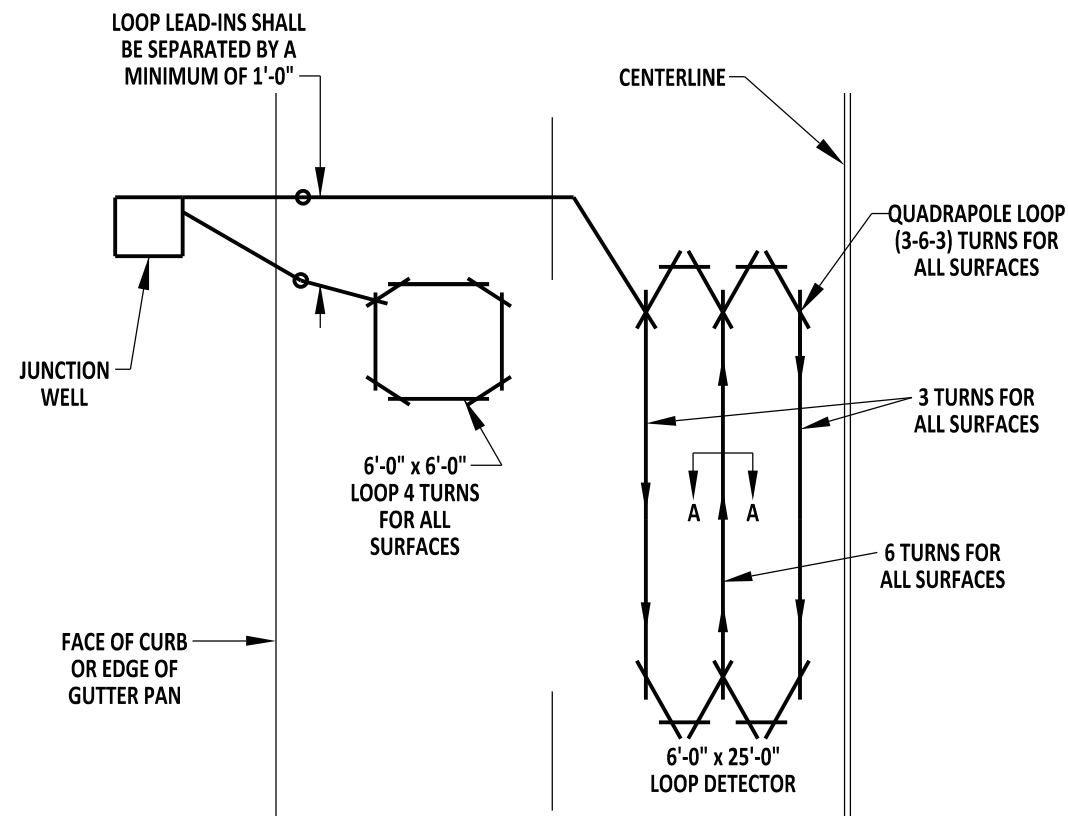 LOOP LEAD-INS SHALL
BE SEPARATED BY A
MINIMUM OF 1'-0"
CENTERLINE
QUADRAPOLE LOOP
(3-6-3) TURNS FOR
ALL SURFACES
JUNCTION
WELL
3 TURNS FOR
ALL SURFACES
6'-0" x 6'-0"
LOOP 4 TURNS
FOR ALL
SURFACES
A A
6 TURNS FOR
ALL SURFACES
FACE OF CURB
OR EDGE OF
GUTTER PAN
6'-0" x 25'-0"
LOOP DETECTOR